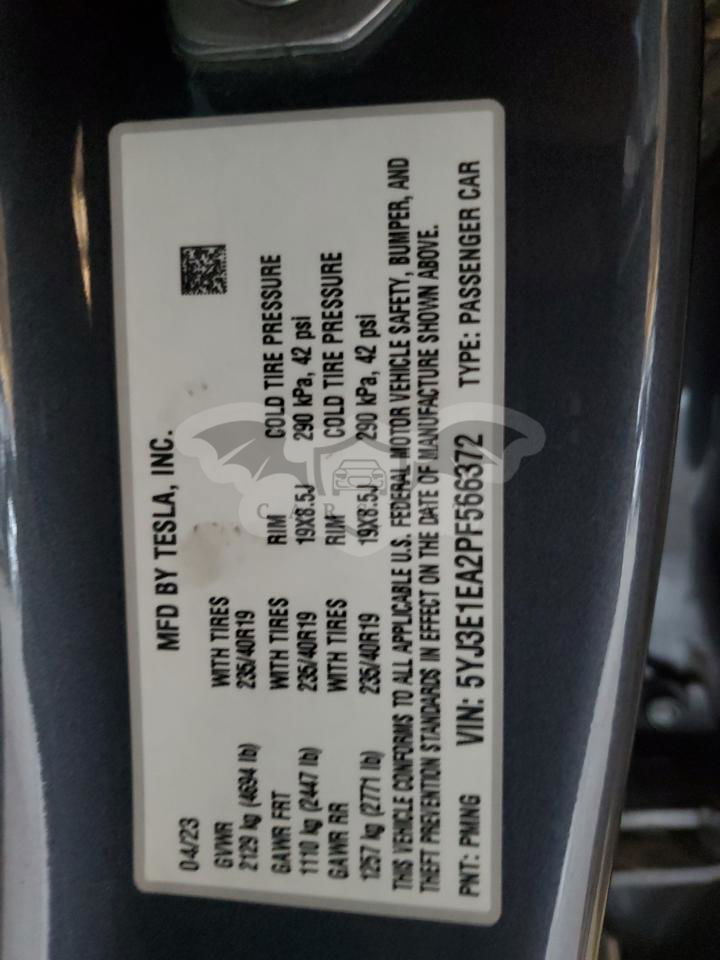 MFD BY TESLA, INC.
04/23
GVWR WITH TIRES
2129 kg (4694 lb) 235/40R19
GAWR FRT WITH TIRES RIM COLD TIRE PRESSURE
1110 kg (2447 lb) 235/40R19 19X8.5J 290 kPa, 42 psi
GAWR RR WITH TIRES RIM COLD TIRE PRESSURE
1257 kg (2771 lb) 235/40R19 19X8.5J 290 kPa, 42 psi
THIS VEHICLE CONFORMS TO ALL APPLICABLE U.S. FEDERAL MOTOR VEHICLE SAFETY, BUMPER, AND
THEFT PREVENTION STANDARDS IN EFFECT ON THE DATE OF MANUFACTURE SHOWN ABOVE.
PNT: PMNG VIN: 5YJ3E1EA2PF566372 TYPE: PASSENGER CAR